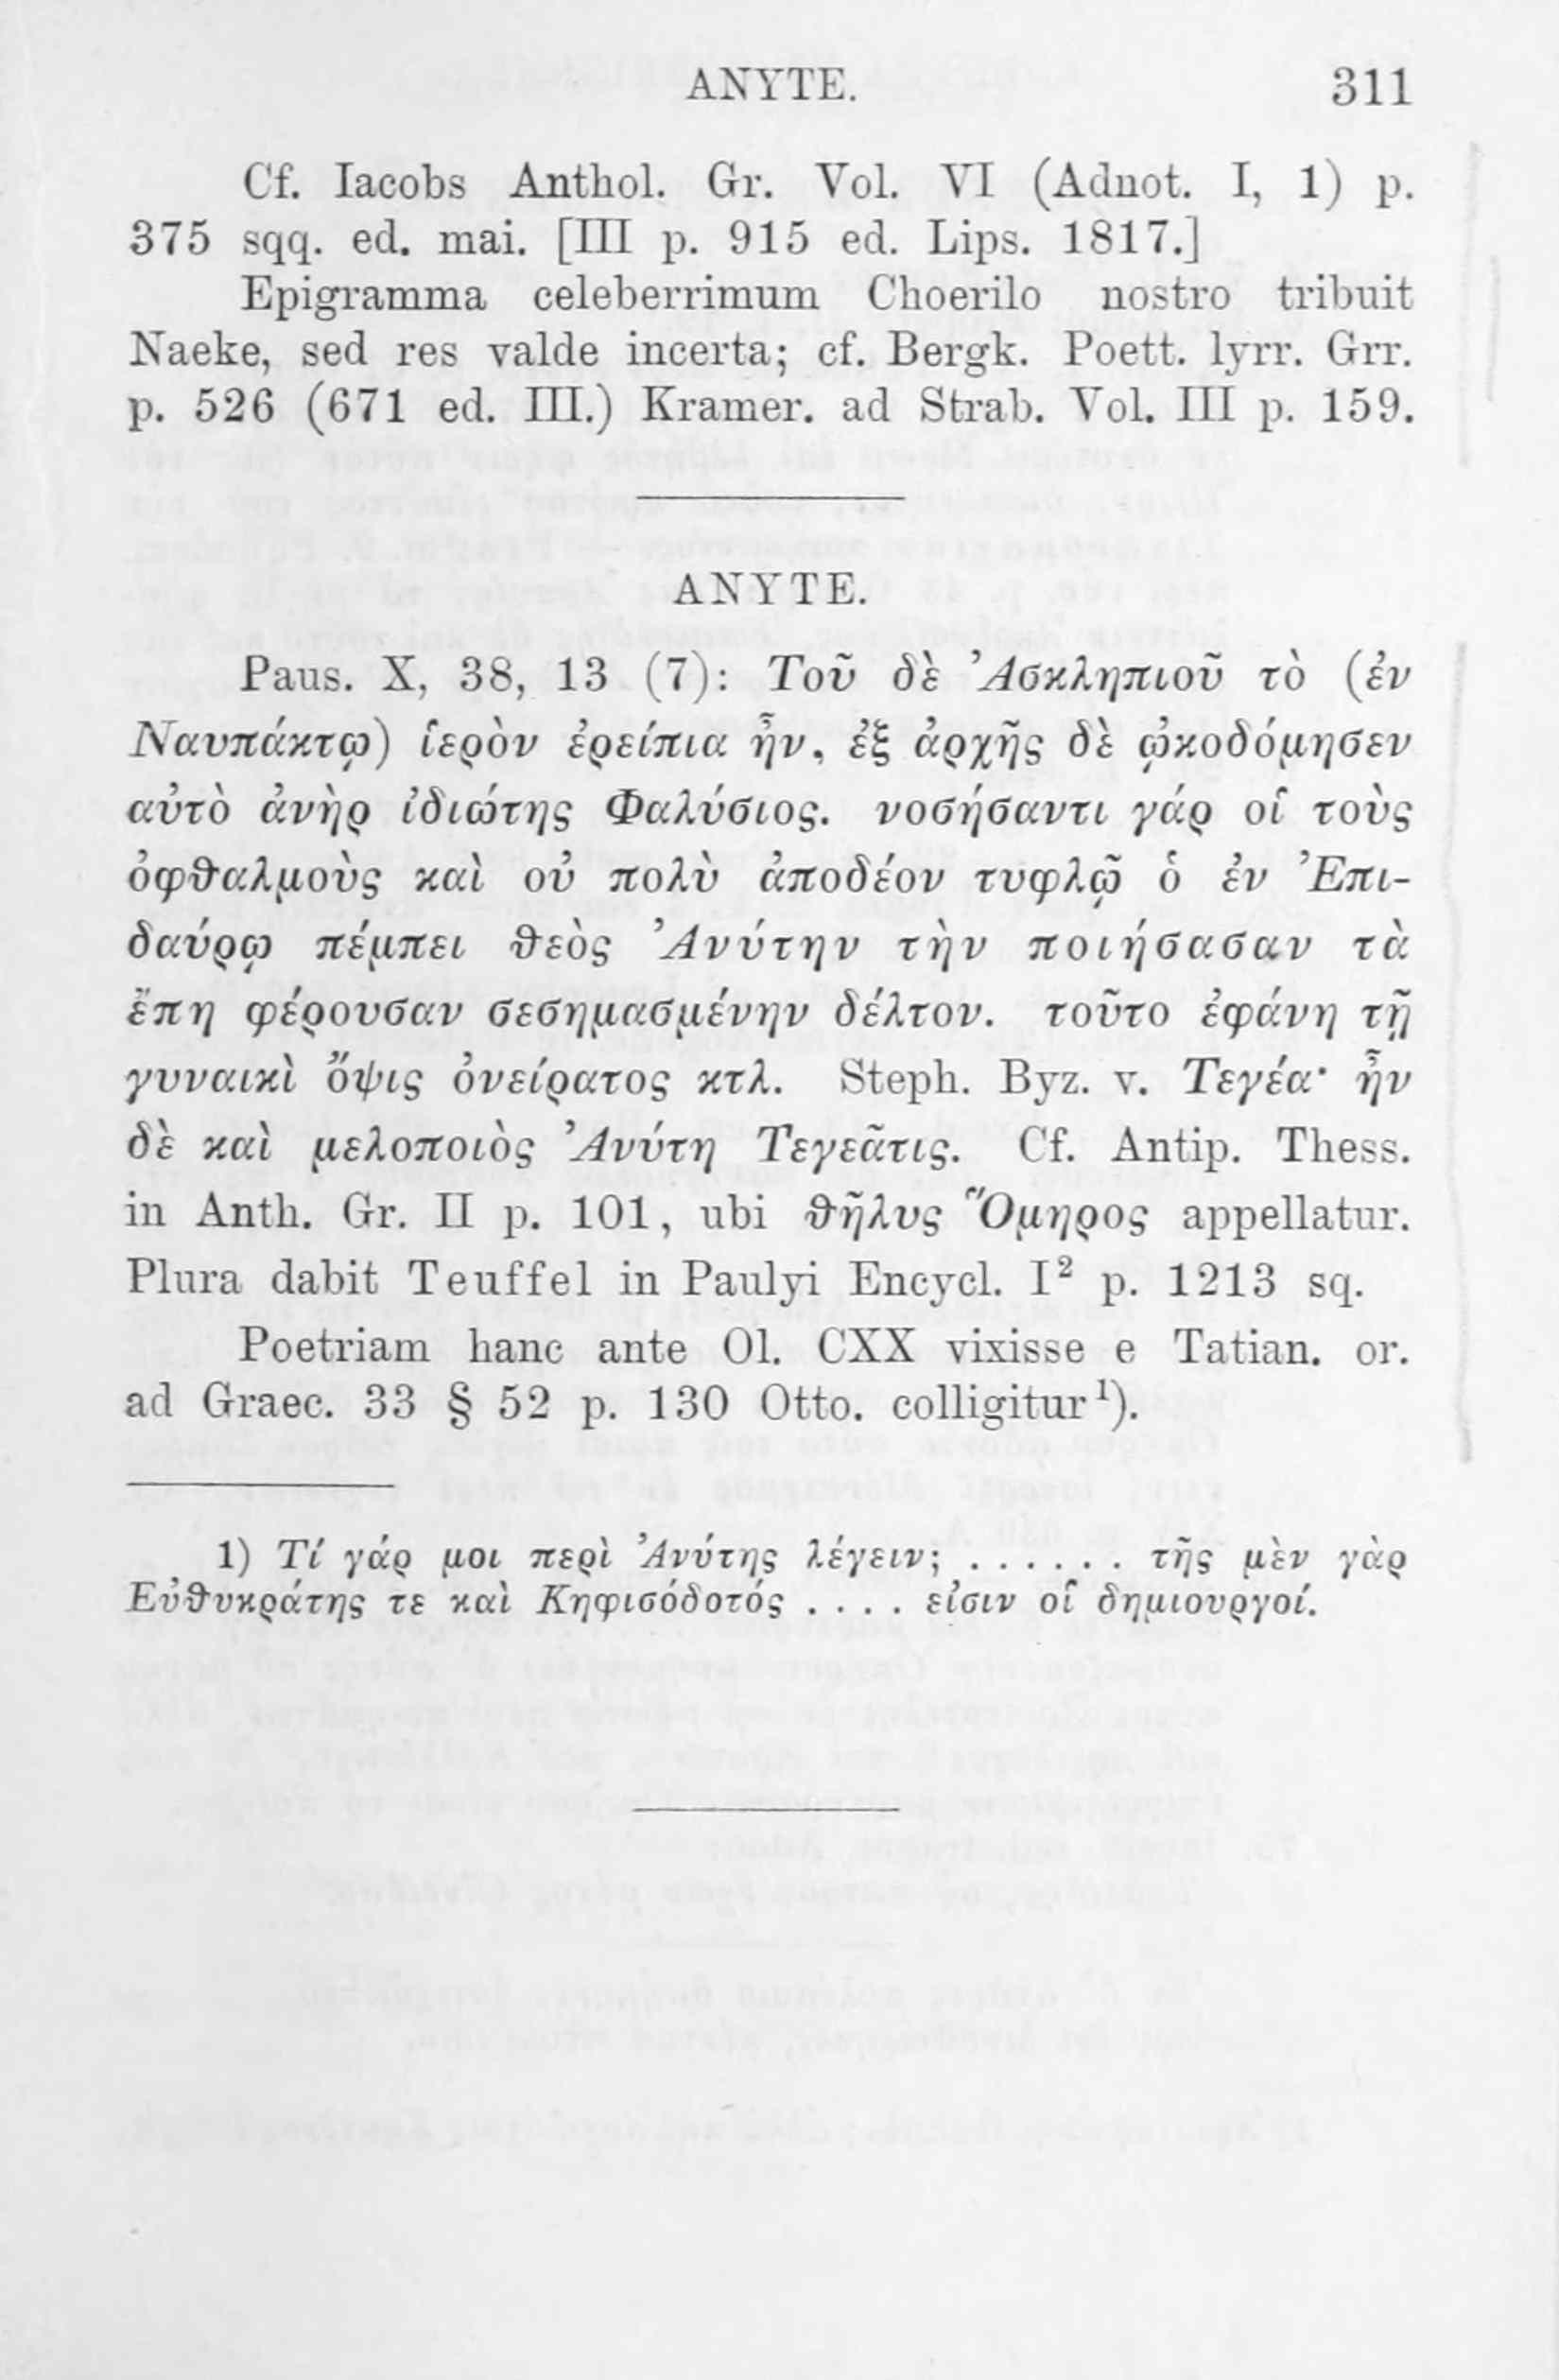 ANYTE. 311
Cf. Iacobs Anthol. Gr. Vol. VI (Adnot. I, 1) p.
375 sqq. ed. mai. [III p. 915 ed. Lips. 1817.]
Epigramma celeberrimum Choerilo nostro tribuit
Naeke, sed res valde incerta; cf. Bergk. Poett. lyrr. Grr.
p. 526 (671 ed. III.) Kramer. ad Strab. Vol. III p. 159.
ANYTE.
Paus. X, 38, 13 (7): Τοῦ δὲ Ἀσκληπιοῦ τὸ (ἐν
Ναυπάκτῳ) ἱερὸν ἐρείπια ἦν, ἐξ ἀρχῆς δὲ ᾠκοδόμησεν
αὐτὸ ἀνὴρ ἰδιώτης Φαλύσιος. νοσήσαντι γάρ οἱ τοὺς
ὀφθαλμοὺς καὶ οὐ πολὺ ἀποδέον τυφλῷ ὁ ἐν Ἐπι-
δαύρῳ πέμπει θεὸς Ἀνύτην τὴν ποιήσασαν τὰ
ἔπη φέρουσαν σεσημασμένην δέλτον. τοῦτο ἐφάνη τῇ
γυναικὶ ὄψις ὀνείρατος κτλ. Steph. Byz. v. Τεγέα· ἦν
δὲ καὶ μελοποιὸς Ἀνύτη Τεγεᾶτις. Cf. Antip. Thess.
in Anth. Gr. II p. 101, ubi θῆλυς Ὅμηρος appellatur.
Plura dabit Teuffel in Paulyi Encycl. I² p. 1213 sq.
Poetriam hanc ante Ol. CXX vixisse e Tatian. or.
ad Graec. 33 § 52 p. 130 Otto. colligitur¹).
1) Τί γάρ μοι περὶ Ἀνύτης λέγειν; . . . . . . τῆς μὲν γὰρ
Εὐθυκράτης τε καὶ Κηφισόδοτός . . . . εἰσιν οἱ δημιουργοί.